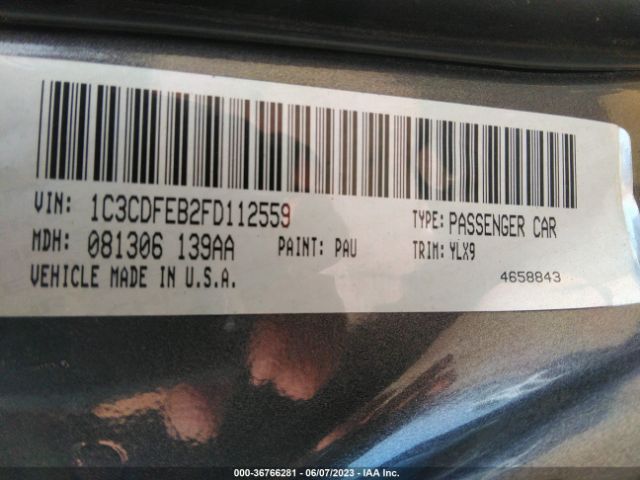 VIN: 1C3CDFEB2FD112559 TYPE: PASSENGER CAR
MDH: 081306 139AA PAINT: PAU TRIM: YLX9
VEHICLE MADE IN U.S.A. 4658843
000-36766281 - 06/07/2023 - IAA Inc.